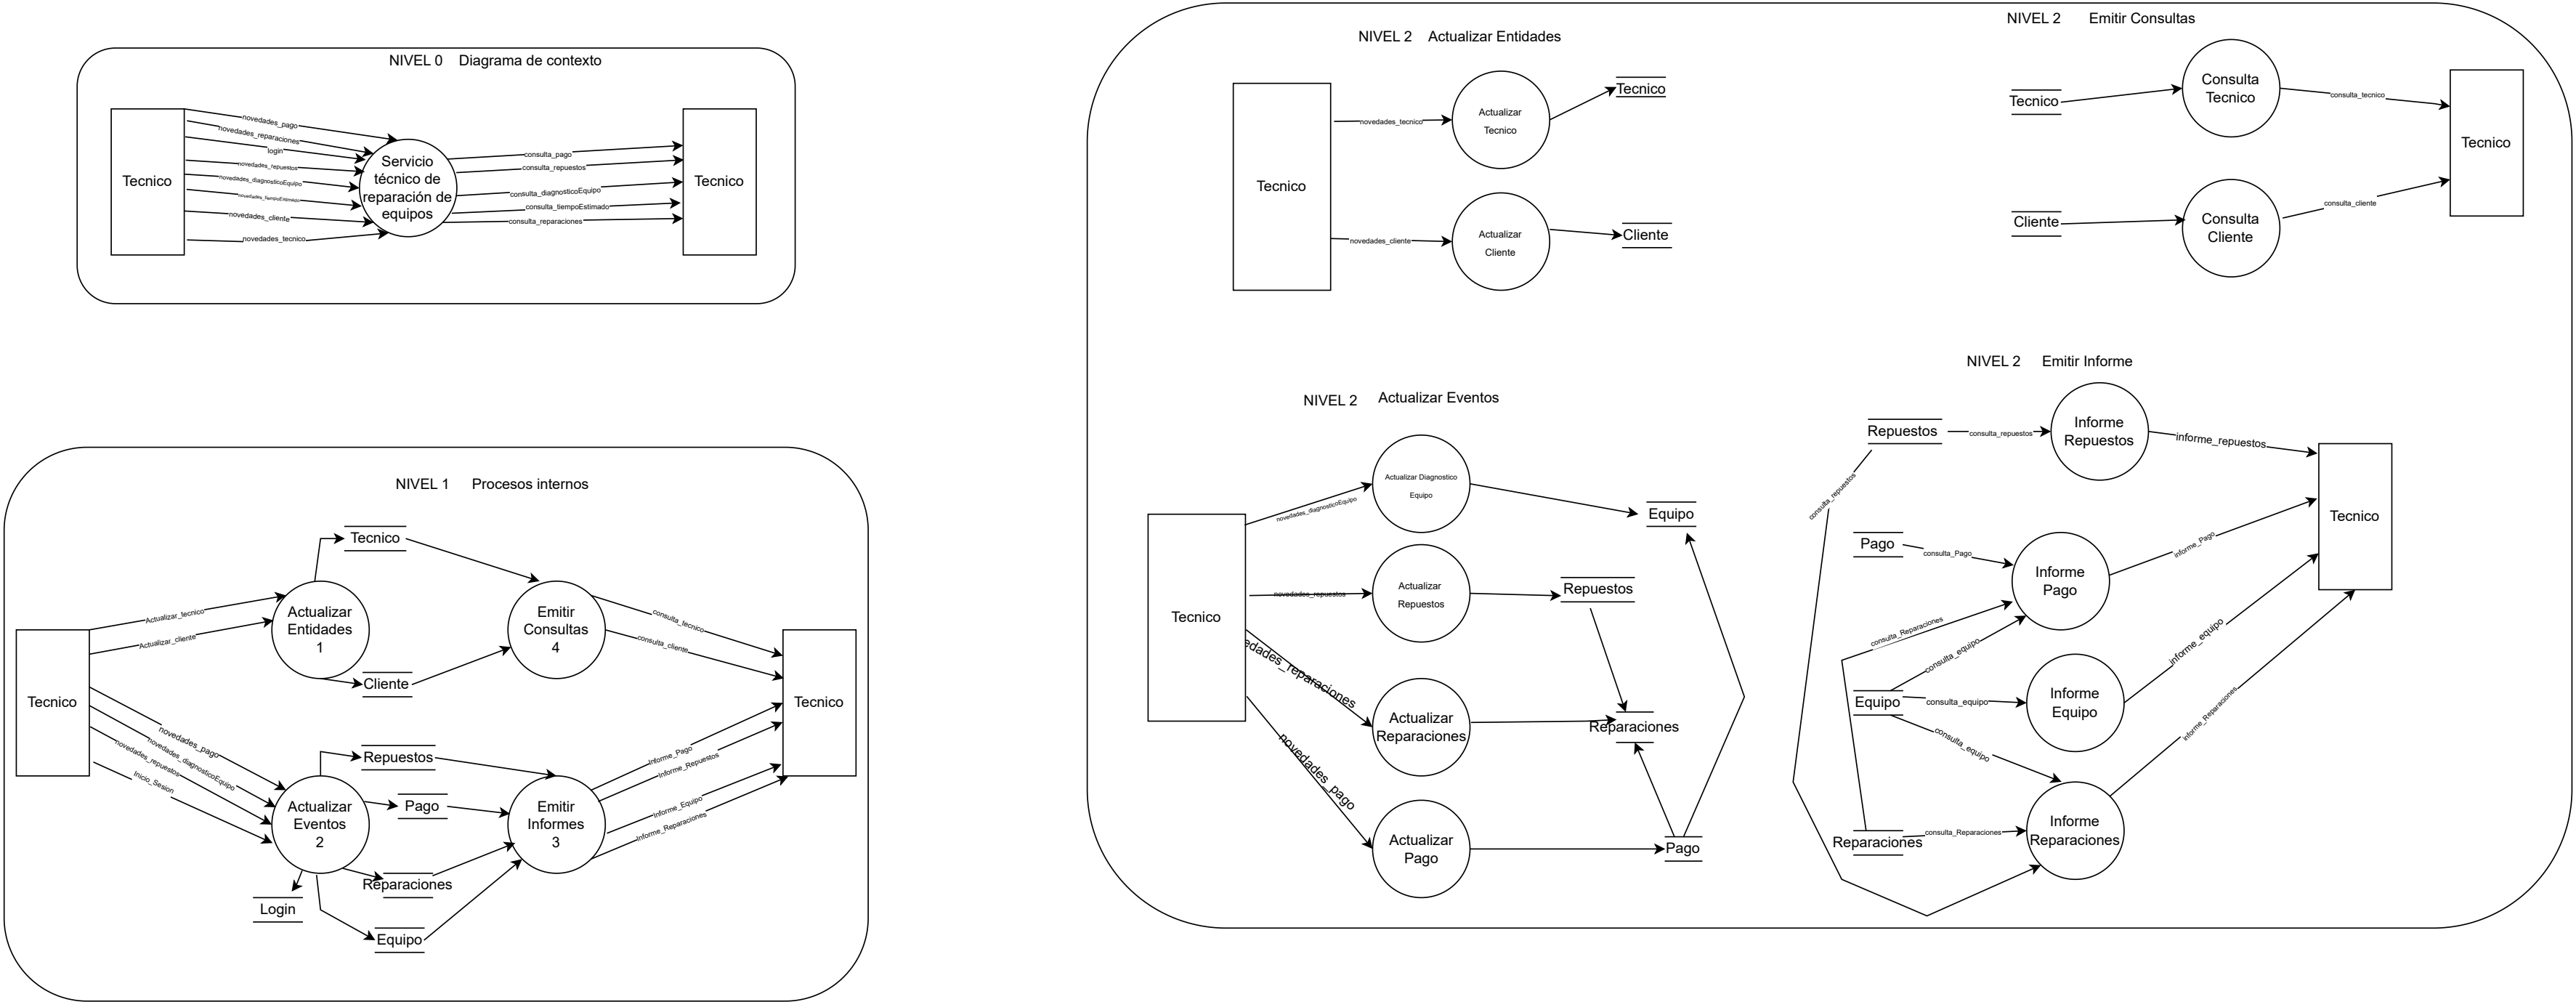 NIVEL 0 Diagrama de contexto
Tecnico
novedades_pago
novedades_reparaciones
login
novedades_repuestos
novedades_diagnosticoEquipo
novedades_tiempoEstimado
novedades_cliente
novedades_tecnico
Servicio
técnico de
reparación de
equipos
consulta_pago
consulta_repuestos
consulta_diagnosticoEquipo
consulta_tiempoEstimado
consulta_reparaciones
Tecnico
NIVEL 1 Procesos internos
Tecnico
Actualizar_tecnico
Actualizar_cliente
novedades_pago
novedades_diagnosticoEquipo
novedades_repuestos
Inicio_Sesion
Actualizar
Entidades
1
Tecnico
Cliente
Emitir
Consultas
4
consulta_tecnico
consulta_cliente
Actualizar
Eventos
2
Repuestos
Pago
Reparaciones
Login
Equipo
Emitir
Informes
3
Informe_Pago
Informe_Repuestos
Informe_Equipo
Informe_Reparaciones
Tecnico
NIVEL 2 Actualizar Entidades
Tecnico
novedades_tecnico
Actualizar
Tecnico
Tecnico
novedades_cliente
Actualizar
Cliente
Cliente
NIVEL 2 Emitir Consultas
Tecnico
Consulta
Tecnico
consulta_tecnico
Cliente
Consulta
Cliente
consulta_cliente
Tecnico
NIVEL 2 Actualizar Eventos
Tecnico
novedades_diagnosticoEquipo
Actualizar Diagnostico
Equipo
Equipo
novedades_repuestos
Actualizar
Repuestos
Repuestos
edades_reparaciones
Actualizar
Reparaciones
Reparaciones
novedades_pago
Actualizar
Pago
Pago
NIVEL 2 Emitir Informe
Repuestos
consulta_repuestos
Informe
Repuestos
informe_repuestos
consulta_repuestos
Pago
consulta_Pago
Informe
Pago
informe_Pago
consulta_Reparaciones
consulta_equipo
Equipo
consulta_equipo
Informe
Equipo
informe_equipo
consulta_equipo
Reparaciones
consulta_Reparaciones
Informe
Reparaciones
informe_Reparaciones
Tecnico